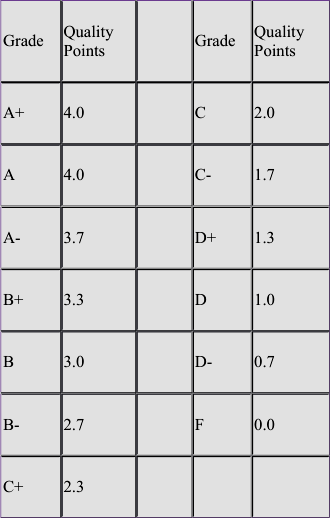 Grade Quality Points Grade Quality Points
A+ 4.0 C 2.0
A 4.0 C- 1.7
A- 3.7 D+ 1.3
B+ 3.3 D 1.0
B 3.0 D- 0.7
B- 2.7 F 0.0
C+ 2.3